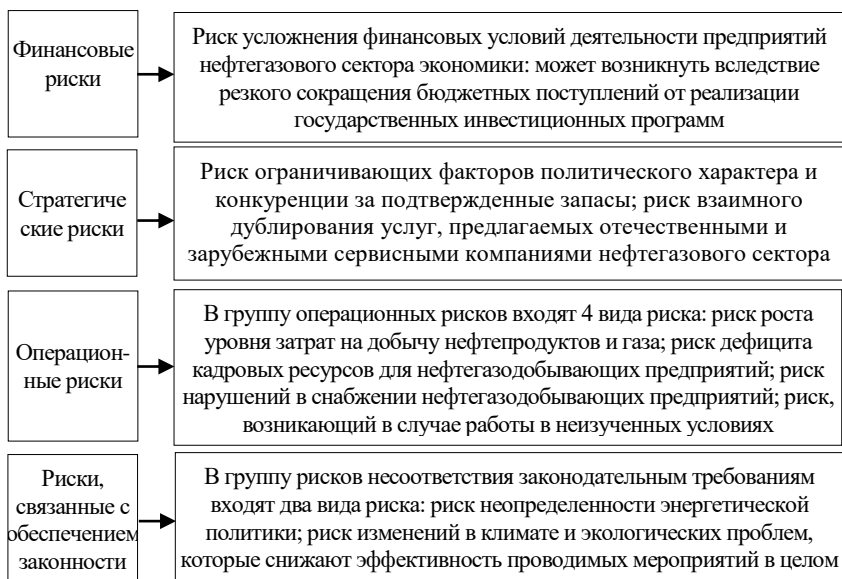 Финансовые
риски
Риск усложнения финансовых условий деятельности предприятий
нефтегазового сектора экономики: может возникнуть вследствие
резкого сокращения бюджетных поступлений от реализации
государственных инвестиционных программ
Стратегиче
ские риски
Риск ограничивающих факторов политического характера и
конкуренции за подтвержденные запасы; риск взаимного
дублирования услуг, предлагаемых отечественными и
зарубежными сервисными компаниями нефтегазового сектора
Операцион-
ные риски
В группу операционных рисков входят 4 вида риска: риск роста
уровня затрат на добычу нефтепродуктов и газа; риск дефицита
кадровых ресурсов для нефтегазодобывающих предприятий; риск
нарушений в снабжении нефтегазодобывающих предприятий; риск,
возникающий в случае работы в неизученных условиях
Риски,
связанные с
обеспечением
законности
В группу рисков несоответствия законодательным требованиям
входят два вида риска: риск неопределенности энергетической
политики; риск изменений в климате и экологических проблем,
которые снижают эффективность проводимых мероприятий в целом